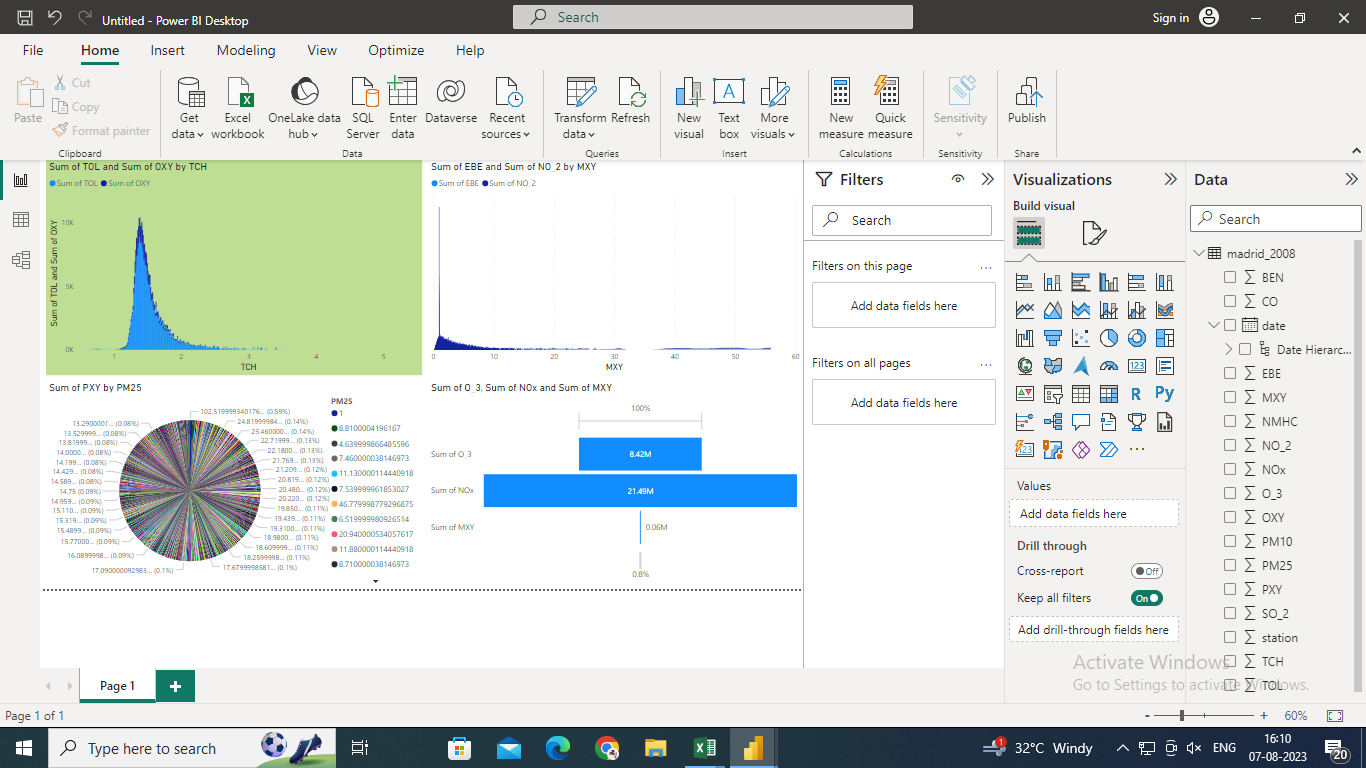 Untitled - Power BI Desktop
Search
Sign in
File Home Insert Modeling View Optimize Help
Paste
Cut
Copy
Format painter
Clipboard
Get data
Excel workbook
OneLake data hub
SQL Server
Enter data
Dataverse
Recent sources
Data
Transform data
Refresh
Queries
New visual
Text box
More visuals
Insert
New measure
Quick measure
Calculations
Sensitivity
Sensitivity
Publish
Share
Sum of TOL and Sum of OXY by TCH
Sum of TOL Sum of OXY
Sum of TOL and Sum of OXY
10K
5K
0K
1 2 3 4 5
TCH
Sum of EBE and Sum of NO_2 by MXY
Sum of EBE Sum of NO_2
0 10 20 30 40 50 60
MXY
Sum of PXY by PM25
13.2900001... (0.08%)
13.529999... (0.08%)
13.81999... (0.08%)
14.0000... (0.08%)
14.199... (0.08%)
14.429... (0.08%)
14.589... (0.08%)
14.75 (0.09%)
14.959... (0.09%)
15.110... (0.09%)
15.319... (0.09%)
15.4899... (0.09%)
15.77000... (0.09%)
16.0899998... (0.09%)
17.090000092983... (0.1%)
102.519999340176... (0.59%)
24.81999984... (0.14%)
23.460000... (0.14%)
22.71999... (0.13%)
22.1800... (0.13%)
21.769... (0.13%)
21.209... (0.12%)
20.819... (0.12%)
20.480... (0.12%)
20.220... (0.12%)
19.850... (0.11%)
19.439... (0.11%)
19.3100... (0.11%)
18.9800... (0.11%)
18.609999... (0.11%)
18.2599998... (0.11%)
17.6799998581... (0.1%)
PM25
1
8.8100004196167
4.639999866485596
7.460000038146973
11.130000114440918
7.539999961853027
46.779998779296875
6.519999980926514
20.940000534057617
11.880000114440918
8.710000038146973
Sum of O_3, Sum of NOx and Sum of MXY
100%
Sum of O_3
8.42M
Sum of NOx
21.49M
Sum of MXY
0.06M
0.8%
Filters
Search
Filters on this page
...
Add data fields here
Filters on all pages
...
Add data fields here
Visualizations
Build visual
R
Py
123
...
Values
Add data fields here
Drill through
Cross-report
Off
Keep all filters
On
Add drill-through fields here
Data
Search
madrid_2008
BEN
CO
date
Date Hierarc...
EBE
MXY
NMHC
NO_2
NOx
O_3
OXY
PM10
PM25
PXY
SO_2
station
TCH
TOL
Activate Windows
Go to Settings to activate Windows.
Page 1
Page 1 of 1
60%
Type here to search
1
32°C Windy
ENG
16:10
07-08-2023
20